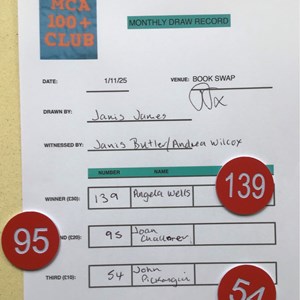 MCA
100+
CLUB
MONTHLY DRAW RECORD
DATE: 1/11/25 VENUE: BOOK SWAP
DRAWN BY: Janis James
WITNESSED BY: Janis Butler/Andrea Wilcox
NUMBER NAME
WINNER (£30): 139 Angela Wells
139
95
ND (£20): 95 Joan Challoner
THIRD (£10): 54 John
54